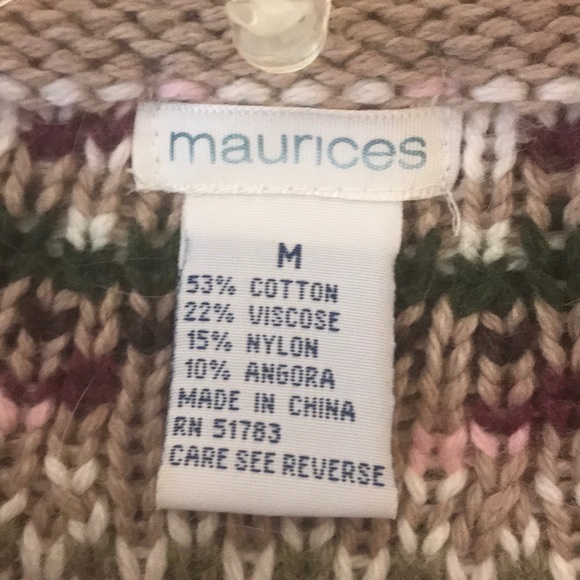 maurices
M
53% COTTON
22% VISCOSE
15% NYLON
10% ANGORA
MADE IN CHINA
RN 51783
CARE SEE REVERSE